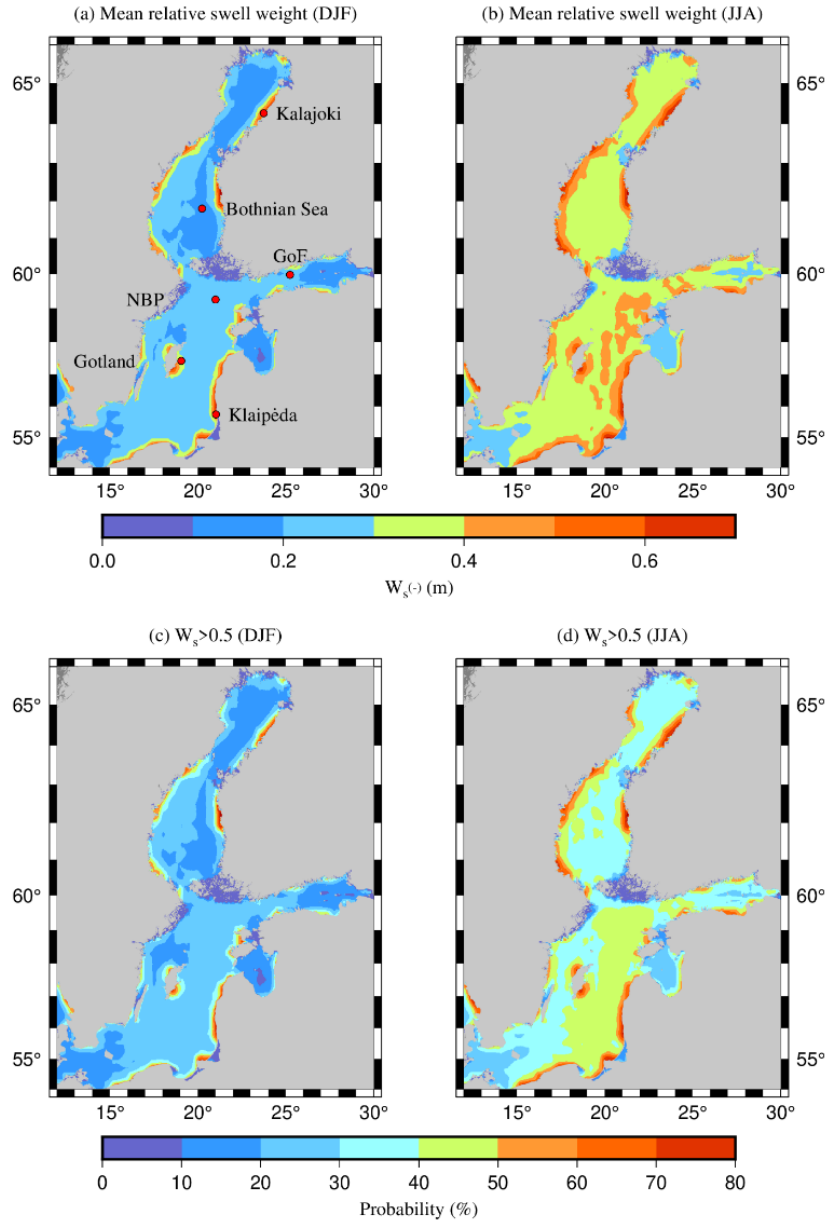 (a) Mean relative swell weight (DJF)
(b) Mean relative swell weight (JJA)
65°
60°
55°
Kalajoki
Bothnian Sea
GoF
NBP
Gotland
Klaipėda
15° 20° 25° 30°
65°
60°
55°
15° 20° 25° 30°
0.0 0.2 0.4 0.6
Ws(-) (m)
(c) Ws>0.5 (DJF)
(d) Ws>0.5 (JJA)
65°
60°
55°
15° 20° 25° 30°
65°
60°
55°
15° 20° 25° 30°
0 10 20 30 40 50 60 70 80
Probability (%)